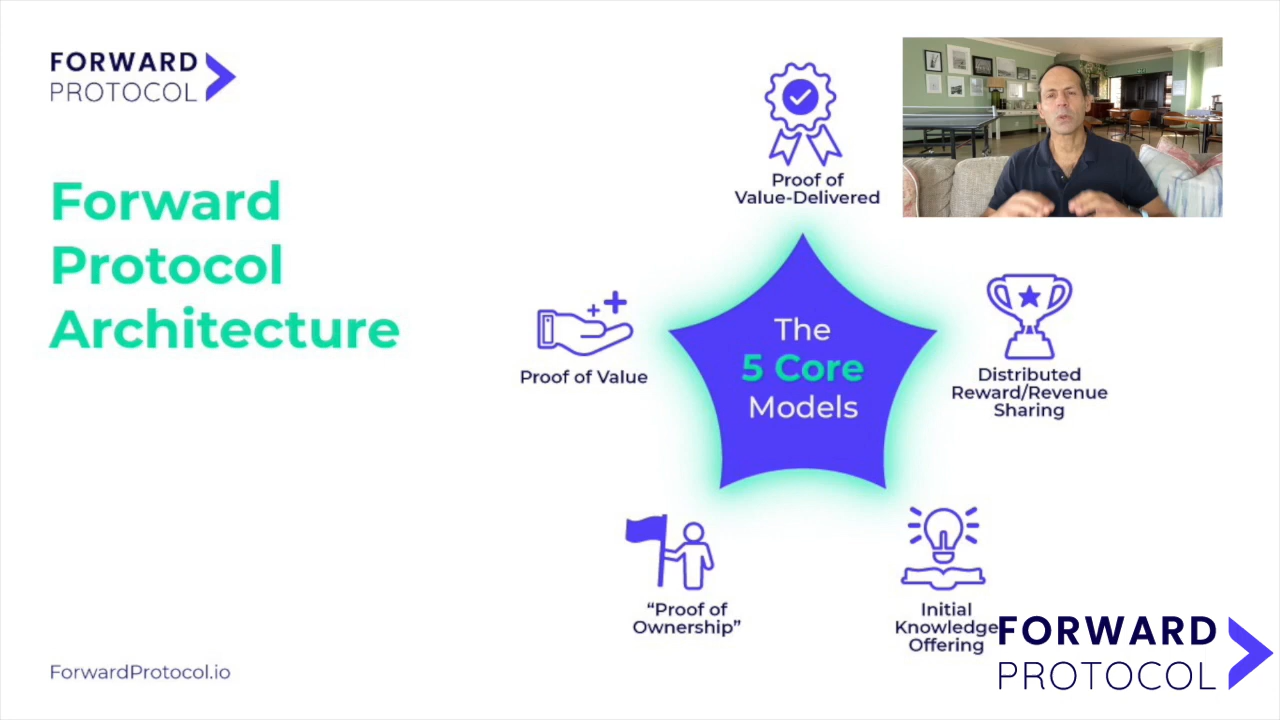 FORWARD
PROTOCOL
Forward
Protocol
Architecture
Proof of
Value-Delivered
Proof of Value
The
5 Core
Models
Distributed
Reward/Revenue
Sharing
“Proof of
Ownership”
Initial
Knowledge
Offering
ForwardProtocol.io
FORWARD
PROTOCOL